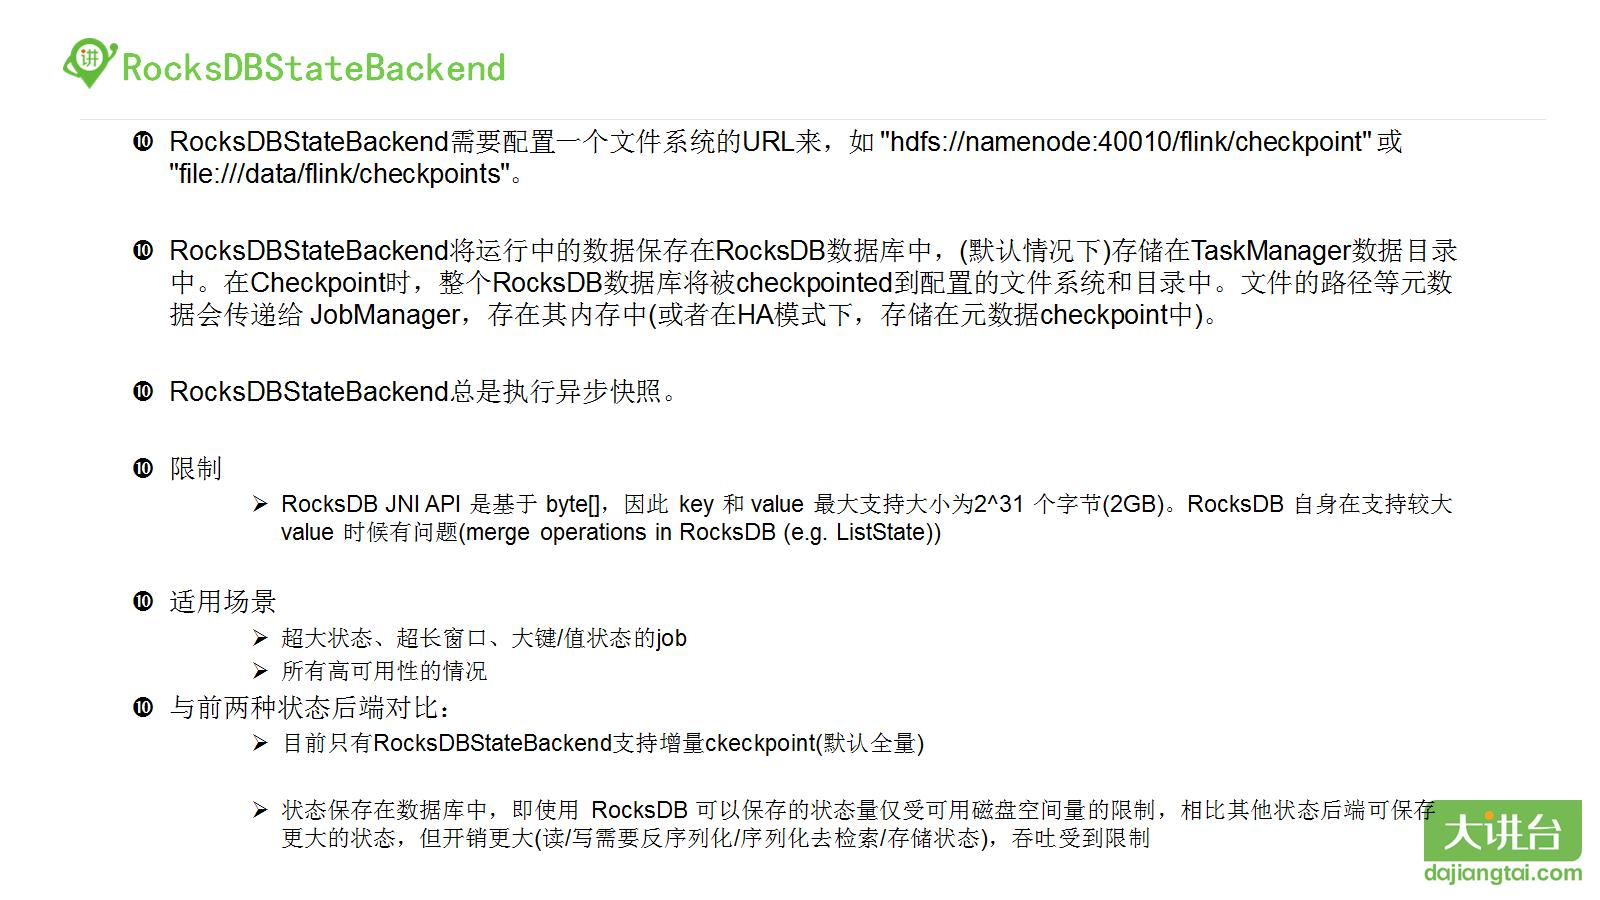 讲
RocksDBStateBackend
⓾ RocksDBStateBackend需要配置一个文件系统的URL来，如 "hdfs://namenode:40010/flink/checkpoint" 或
"file:///data/flink/checkpoints"。
⓾ RocksDBStateBackend将运行中的数据保存在RocksDB数据库中，(默认情况下)存储在TaskManager数据目录
中。在Checkpoint时，整个RocksDB数据库将被checkpointed到配置的文件系统和目录中。文件的路径等元数
据会传递给 JobManager，存在其内存中(或者在HA模式下，存储在元数据checkpoint中)。
⓾ RocksDBStateBackend总是执行异步快照。
⓾ 限制
➢ RocksDB JNI API 是基于 byte[]，因此 key 和 value 最大支持大小为2^31 个字节(2GB)。RocksDB 自身在支持较大
value 时候有问题(merge operations in RocksDB (e.g. ListState))
⓾ 适用场景
➢ 超大状态、超长窗口、大键/值状态的job
➢ 所有高可用性的情况
⓾ 与前两种状态后端对比：
➢ 目前只有RocksDBStateBackend支持增量ckeckpoint(默认全量)
➢ 状态保存在数据库中，即使用 RocksDB 可以保存的状态量仅受可用磁盘空间量的限制，相比其他状态后端可保存
更大的状态，但开销更大(读/写需要反序列化/序列化去检索/存储状态)，吞吐受到限制
大讲台
dajiangtai.com